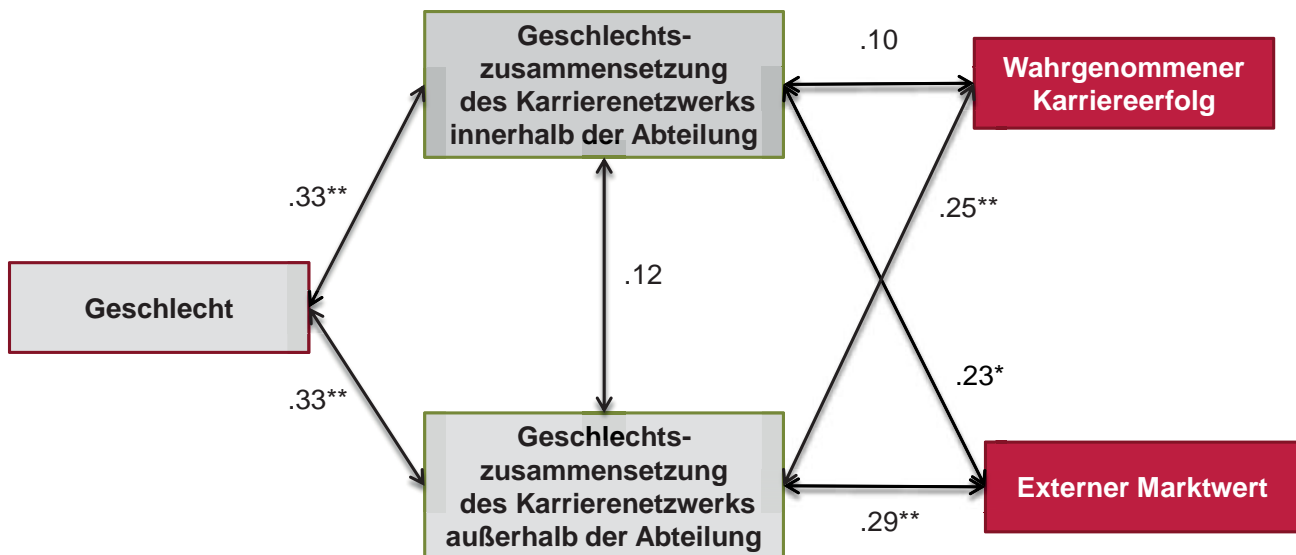 Geschlechts-
zusammensetzung
des Karrierenetzwerks
innerhalb der Abteilung
.10
Wahrgenommener
Karriereerfolg
.33**
.25**
Geschlecht
.12
.33**
.23*
Geschlechts-
zusammensetzung
des Karrierenetzwerks
außerhalb der Abteilung
Externer Marktwert
.29**